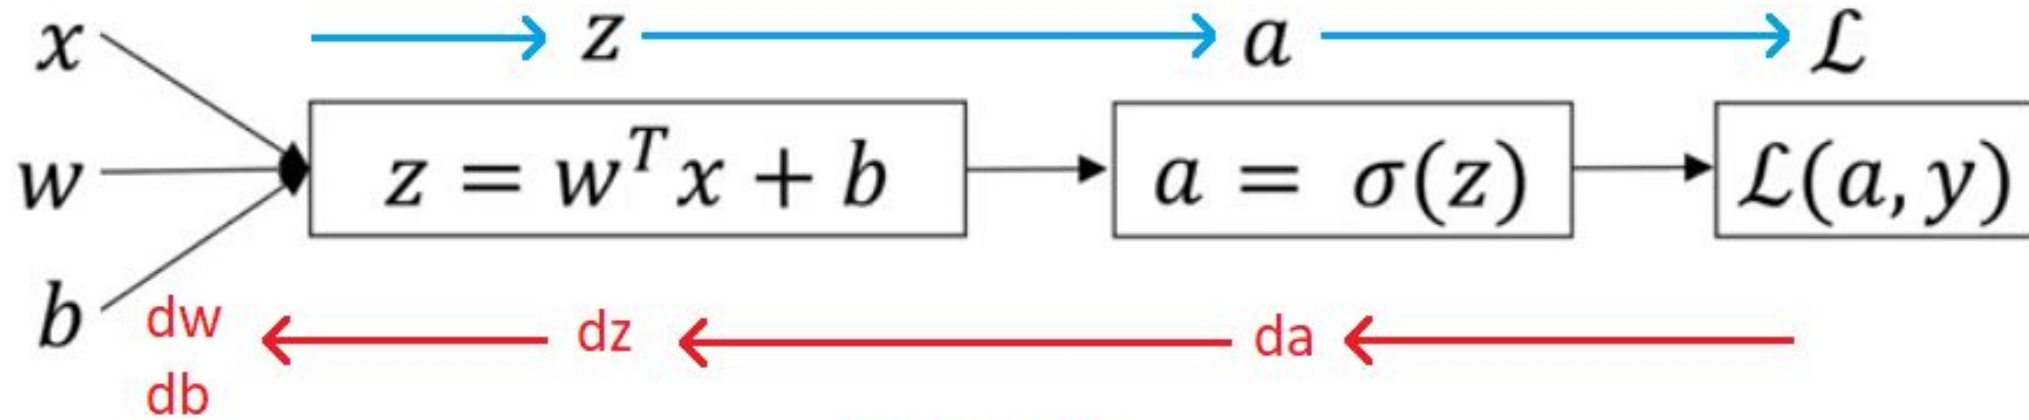 x
z
a
ℒ
w
z = wᵀx + b
a = σ(z)
ℒ(a, y)
b
dw
dz
da
db